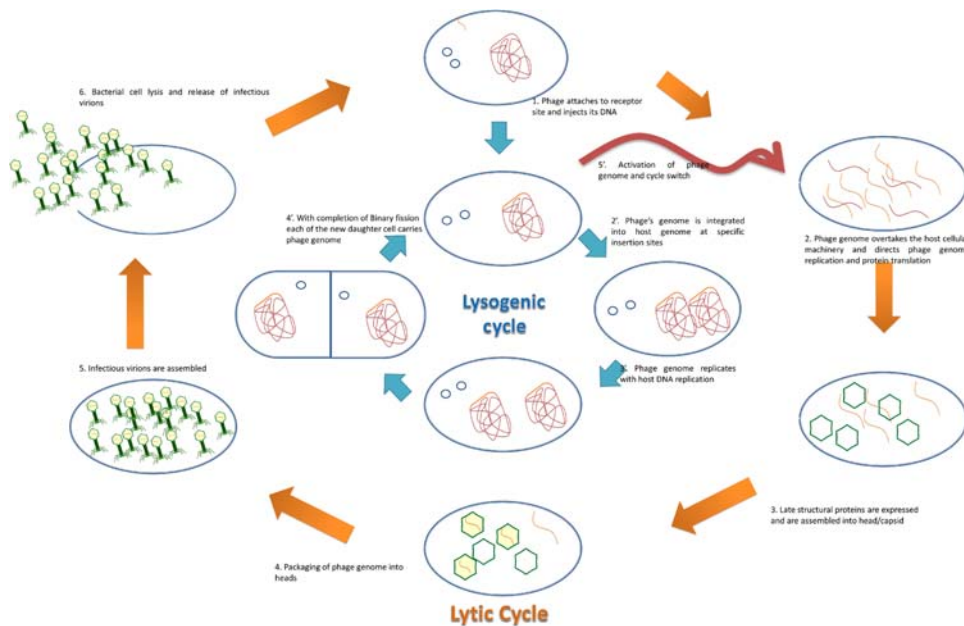 6. Bacterial cell lysis and release of infectious
virions
1. Phage attaches to receptor
site and injects its DNA
5'. Activation of phage
genome and cycle switch
4'. With completion of Binary fission
each of the new daughter cell carries
phage genome
2'. Phage's genome is integrated
into host genome at specific
insertion sites
2. Phage genome overtakes the host cellular
machinery and directs phage genome
replication and protein translation
Lysogenic
cycle
3'. Phage genome replicates
with host DNA replication
5. Infectious virions are assembled
3. Late structural proteins are expressed
and are assembled into head/capsid
4. Packaging of phage genome into
heads
Lytic Cycle